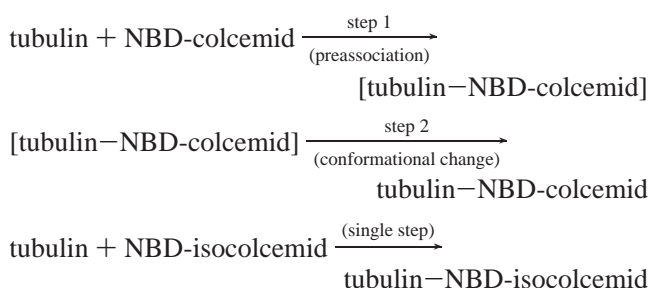 tubulin + NBD-colcemid
step 1
(preassociation)
[tubulin−NBD-colcemid]
[tubulin−NBD-colcemid]
step 2
(conformational change)
tubulin−NBD-colcemid
tubulin + NBD-isocolcemid
(single step)
tubulin−NBD-isocolcemid